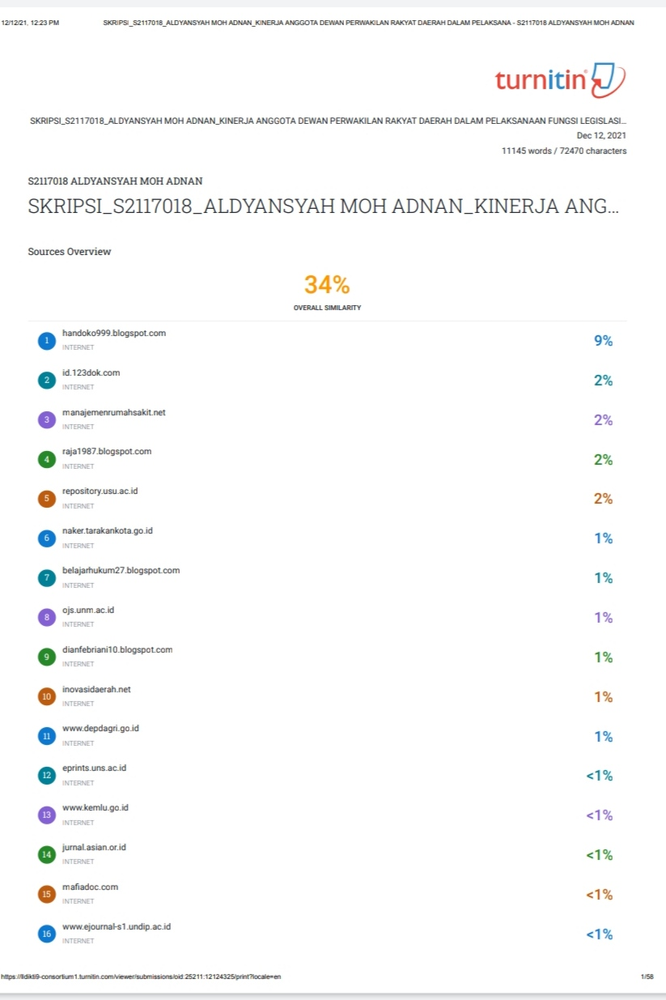 12/12/21, 12:23 PM SKRIPSI_S2117018_ALDYANSYAH MOH ADNAN_KINERJA ANGGOTA DEWAN PERWAKILAN RAKYAT DAERAH DALAM PELAKSANA - S2117018 ALDYANSYAH MOH ADNAN
turnitin
SKRIPSI_S2117018_ALDYANSYAH MOH ADNAN_KINERJA ANGGOTA DEWAN PERWAKILAN RAKYAT DAERAH DALAM PELAKSANAAN FUNGSI LEGISLASI...
Dec 12, 2021
11145 words / 72470 characters
S2117018 ALDYANSYAH MOH ADNAN
SKRIPSI_S2117018_ALDYANSYAH MOH ADNAN_KINERJA ANG...
Sources Overview
34%
OVERALL SIMILARITY
1 handoko999.blogspot.com 9%
INTERNET
2 id.123dok.com 2%
INTERNET
3 manajemenrumahsakit.net 2%
INTERNET
4 raja1987.blogspot.com 2%
INTERNET
5 repository.usu.ac.id 2%
INTERNET
6 naker.tarakankota.go.id 1%
INTERNET
7 belajarhukum27.blogspot.com 1%
INTERNET
8 ojs.unm.ac.id 1%
INTERNET
9 dianfebriani10.blogspot.com 1%
INTERNET
10 inovasidaerah.net 1%
INTERNET
11 www.depdagri.go.id 1%
INTERNET
12 eprints.uns.ac.id <1%
INTERNET
13 www.kemlu.go.id <1%
INTERNET
14 jurnal.asian.or.id <1%
INTERNET
15 mafiadoc.com <1%
INTERNET
16 www.ejournal-s1.undip.ac.id <1%
INTERNET
https://lldikti9-consortium1.turnitin.com/viewer/submissions/oid:25211:12124325/print?locale=en 1/58